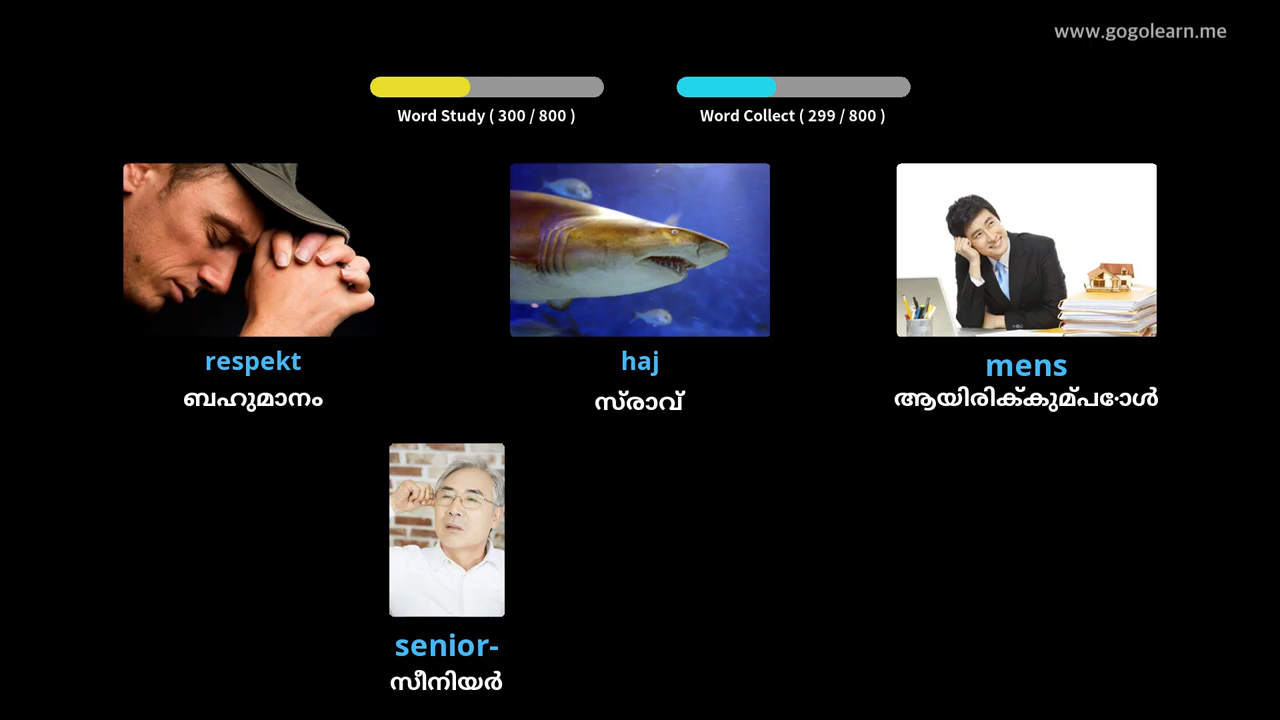 www.gogolearn.me
Word Study ( 300 / 800 )
Word Collect ( 299 / 800 )
respekt
haj
mens
ബഹുമാനം
സ്രാവ്
ആയിരിക്കുമ്പോൾ
senior-
സീനിയർ